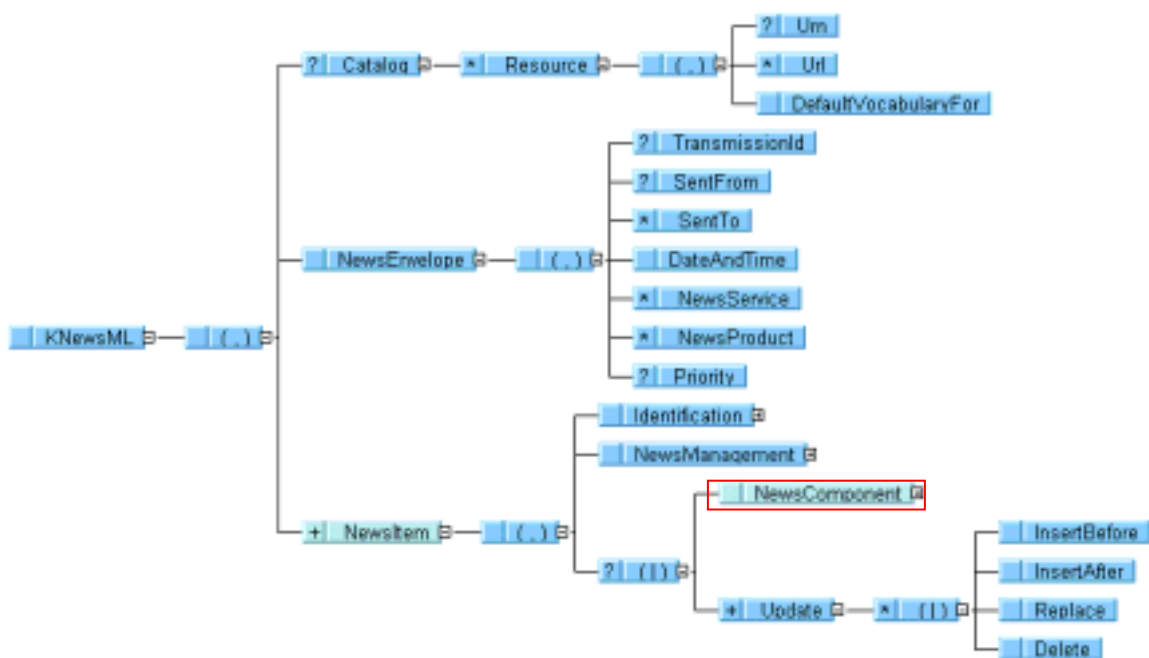 ? Urn
? Catalog * Resource ( , ) * Url
DefaultVocabularyFor
? TransmissionId
? SentFrom
* SentTo
NewsEnvelope ( , ) DateAndTime
* NewsService
KNewsML ( , ) * NewsProduct
? Priority
Identification
NewsManagement
NewsComponent
+ NewsItem ( , ) InsertBefore
? ( | ) InsertAfter
+ Update * ( | ) Replace
Delete